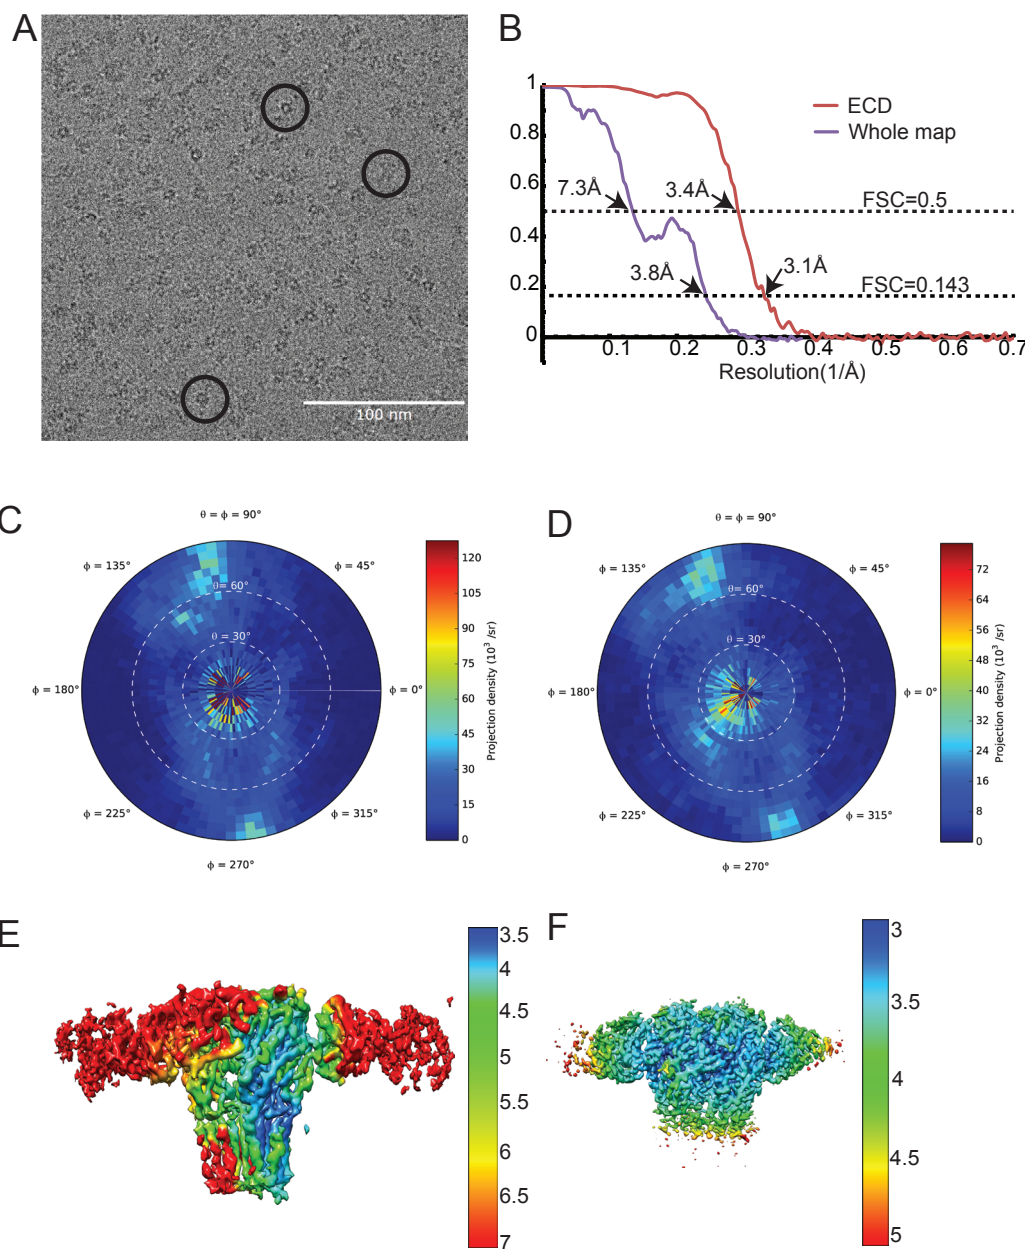 A
100 nm
B
1
0.8
0.6
0.4
0.2
0
ECD
Whole map
7.3Å
3.4Å
FSC=0.5
3.8Å
3.1Å
FSC=0.143
0.1 0.2 0.3 0.4 0.5 0.6 0.7
Resolution(1/Å)
C
θ = ϕ = 90°
ϕ = 135°
ϕ = 45°
θ = 60°
θ = 30°
ϕ = 180°
ϕ = 0°
ϕ = 225°
ϕ = 315°
ϕ = 270°
120
105
90
75
60
45
30
15
0
Projection density (10³ /sr)
D
θ = ϕ = 90°
ϕ = 135°
ϕ = 45°
θ = 60°
θ = 30°
ϕ = 180°
ϕ = 0°
ϕ = 225°
ϕ = 315°
ϕ = 270°
72
64
56
48
40
32
24
16
8
0
Projection density (10³ /sr)
E
3.5
4
4.5
5
5.5
6
6.5
7
F
3
3.5
4
4.5
5